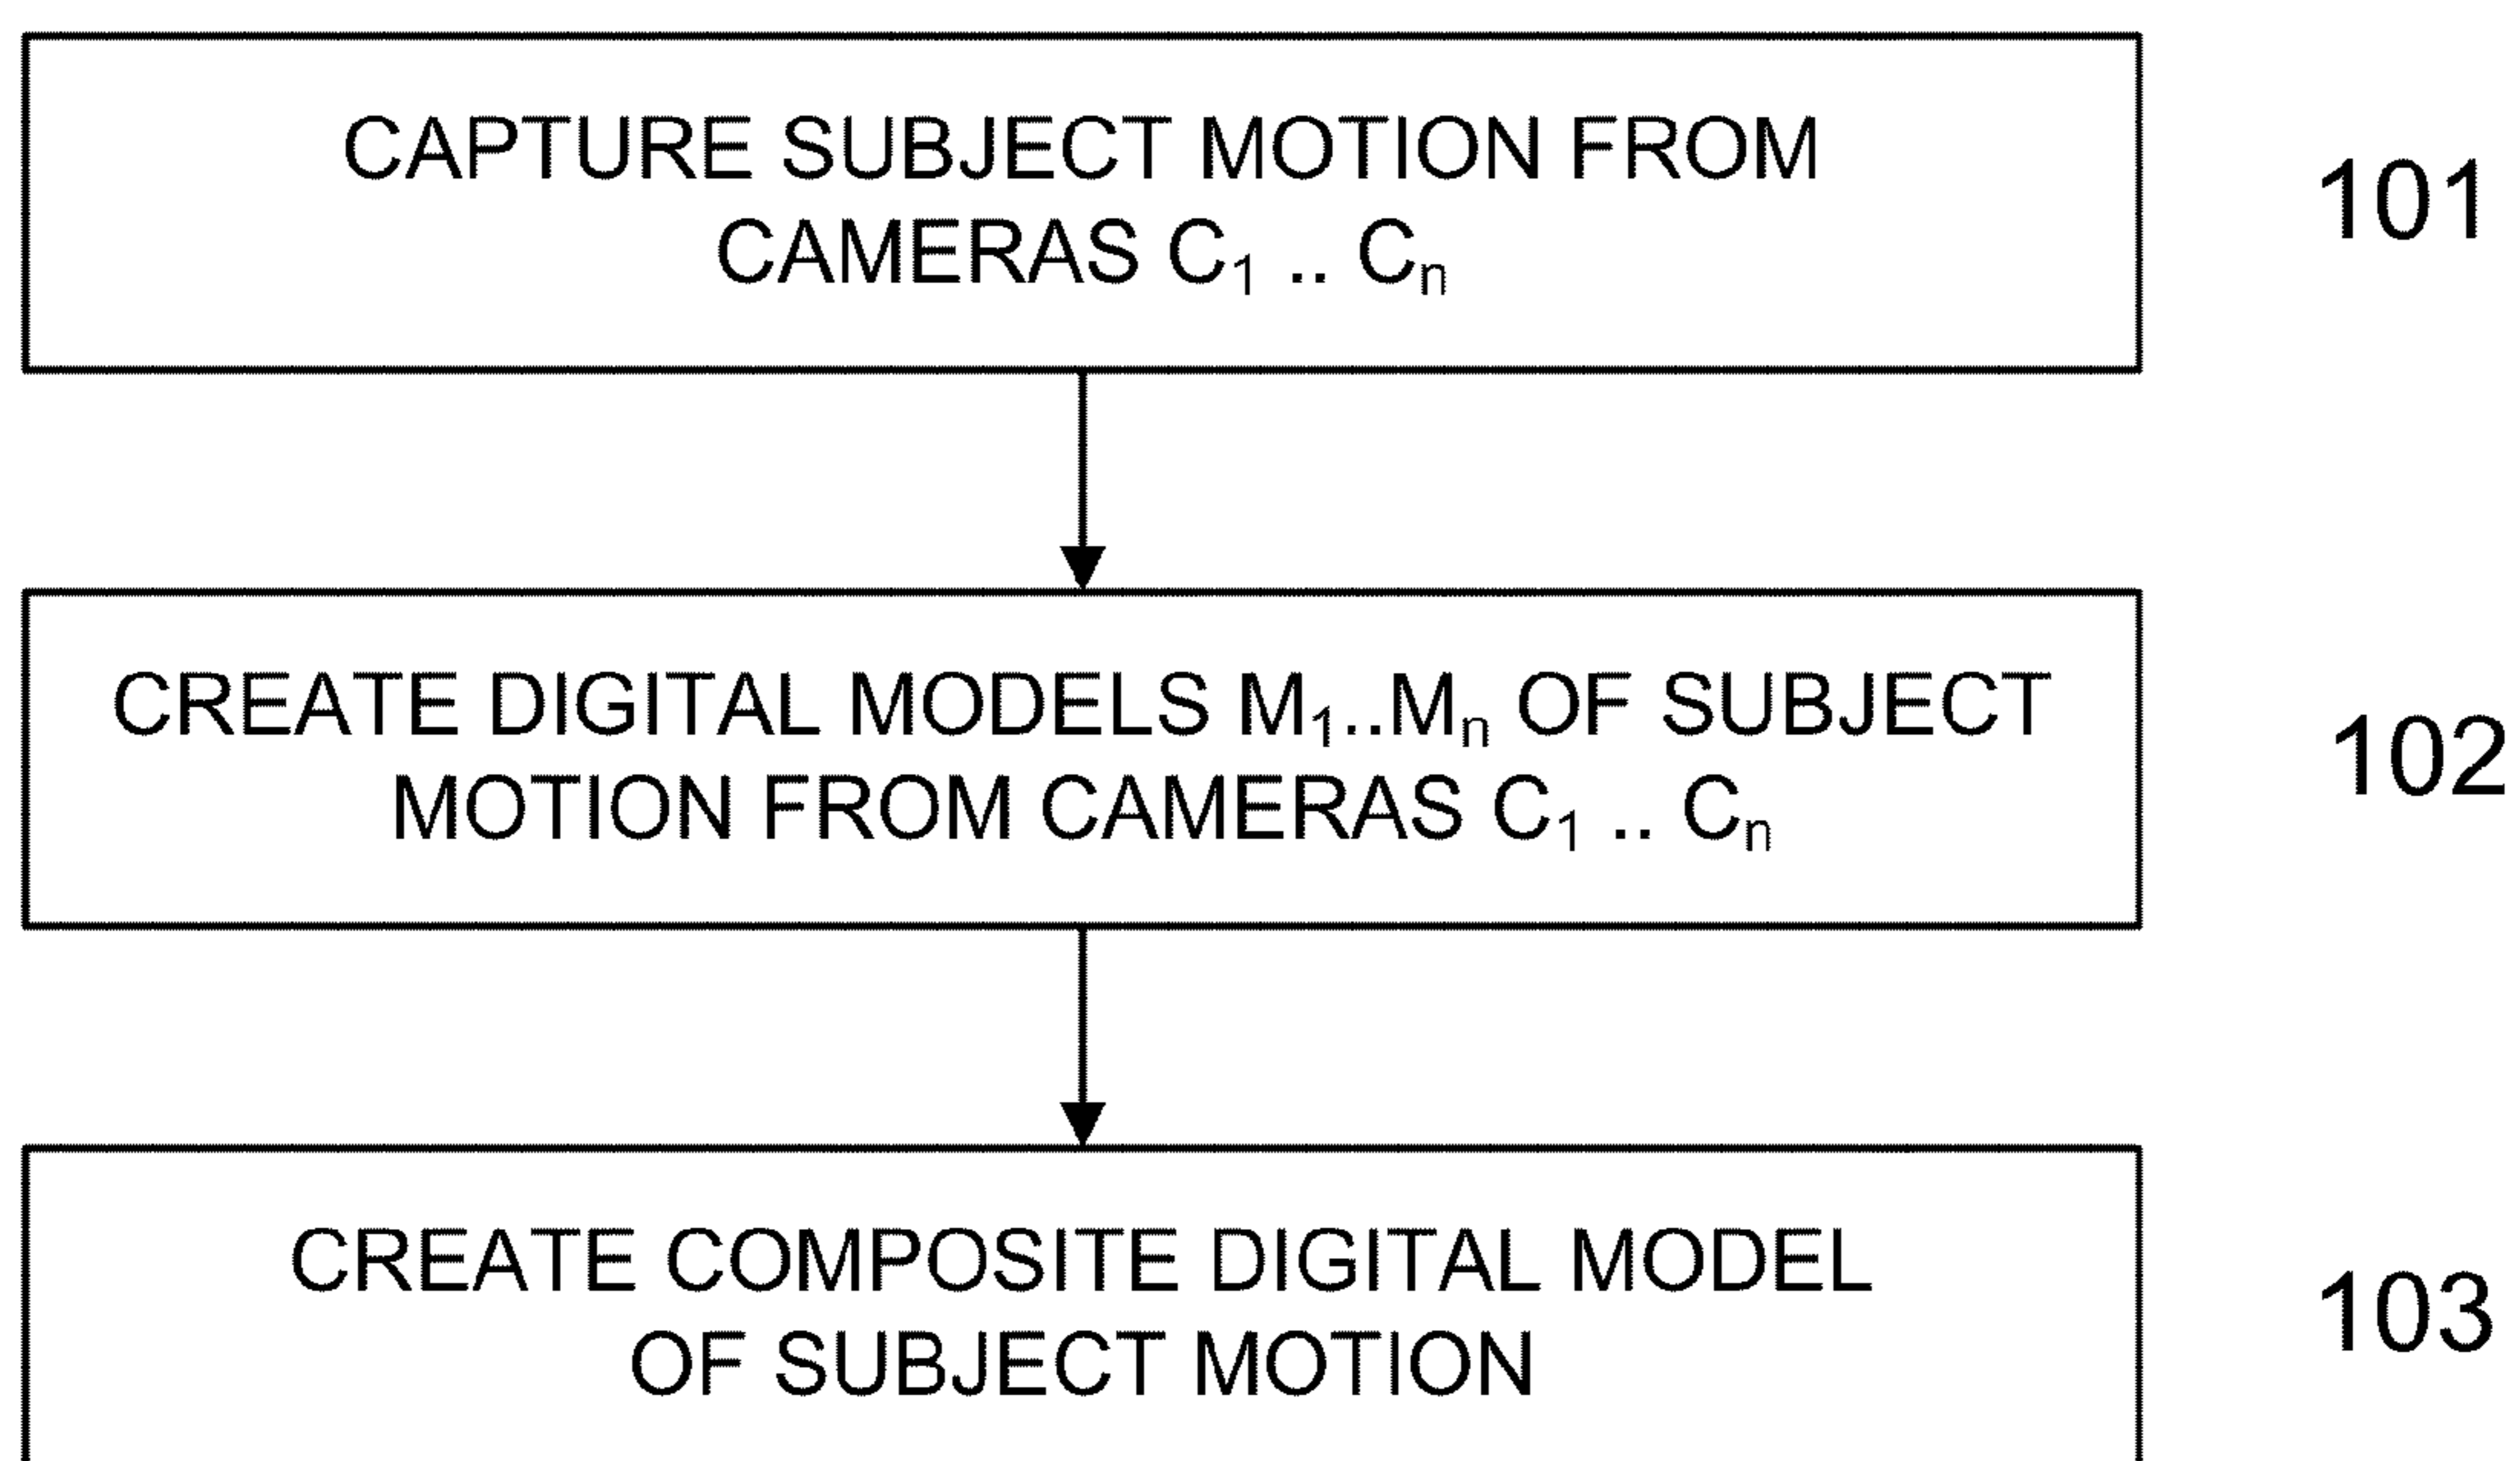 CAPTURE SUBJECT MOTION FROM
CAMERAS C₁ .. Cₙ
101
CREATE DIGITAL MODELS M₁..Mₙ OF SUBJECT
MOTION FROM CAMERAS C₁ .. Cₙ
102
CREATE COMPOSITE DIGITAL MODEL
OF SUBJECT MOTION
103